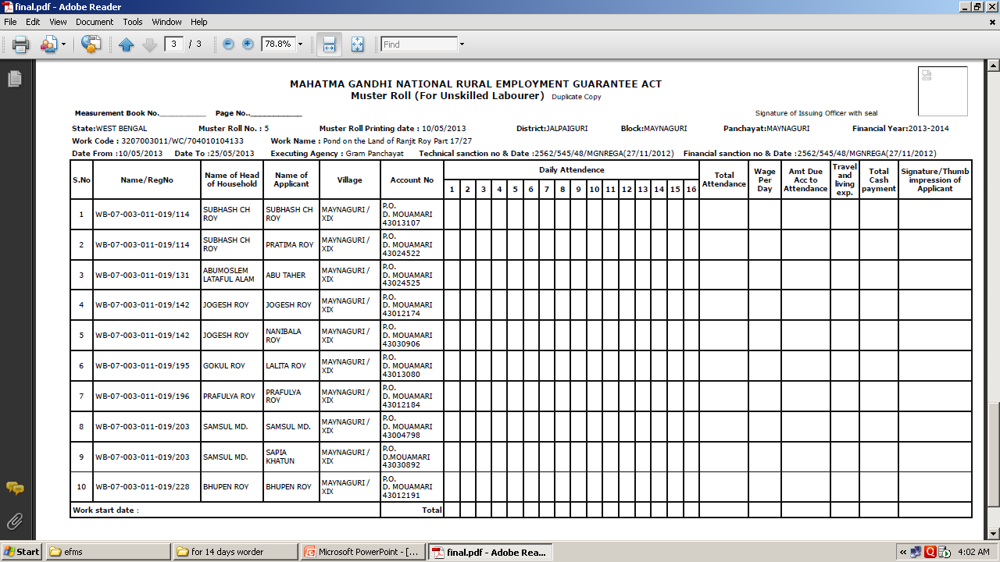 final.pdf - Adobe Reader
File Edit View Document Tools Window Help
3 / 3 78.8% Find
MAHATMA GANDHI NATIONAL RURAL EMPLOYMENT GUARANTEE ACT
Muster Roll (For Unskilled Labourer) Duplicate Copy
Measurement Book No.___________ Page No..____________ Signature of Issuing Officer with seal
State:WEST BENGAL Muster Roll No. : 5 Muster Roll Printing date : 10/05/2013 District:JALPAIGURI Block:MAYNAGURI Panchayat:MAYNAGURI Financial Year:2013-2014
Work Code : 3207003011/WC/704010104133 Work Name : Pond on the Land of Ranjit Roy Part 17/27
Date From :10/05/2013 Date To :25/05/2013 Executing Agency : Gram Panchayat Technical sanction no & Date :2562/545/48/MGNREGA(27/11/2012) Financial sanction no & Date :2562/545/48/MGNREGA(27/11/2012)
S.No Name/RegNo Name of Head of Household Name of Applicant Village Account No Daily Attendence Total Attendance Wage Per Day Amt Due Acc to Attendance Travel and living exp. Total Cash payment Signature/Thumb impression of Applicant
1 2 3 4 5 6 7 8 9 10 11 12 13 14 15 16
1 WB-07-003-011-019/114 SUBHASH CH ROY SUBHASH CH ROY MAYNAGURI / XIX P.O. D. MOUAMARI 43013107
2 WB-07-003-011-019/114 SUBHASH CH ROY PRATIMA ROY MAYNAGURI / XIX P.O. D. MOUAMARI 43024522
3 WB-07-003-011-019/131 ABUMOSLEM LATAFUL ALAM ABU TAHER MAYNAGURI / XIX P.O. D. MOUAMARI 43024525
4 WB-07-003-011-019/142 JOGESH ROY JOGESH ROY MAYNAGURI / XIX P.O. D. MOUAMARI 43012174
5 WB-07-003-011-019/142 JOGESH ROY NANIBALA ROY MAYNAGURI / XIX P.O. D. MOUAMARI 43030906
6 WB-07-003-011-019/195 GOKUL ROY LALITA ROY MAYNAGURI / XIX P.O. D. MOUAMARI 43013080
7 WB-07-003-011-019/196 PRAFULYA ROY PRAFULYA ROY MAYNAGURI / XIX P.O. D. MOUAMARI 43012184
8 WB-07-003-011-019/203 SAMSUL MD. SAMSUL MD. MAYNAGURI / XIX P.O. D. MOUAMARI 43004798
9 WB-07-003-011-019/203 SAMSUL MD. SAPIA KHATUN MAYNAGURI / XIX P.O. D.MOUAMARI 43030892
10 WB-07-003-011-019/228 BHUPEN ROY BHUPEN ROY MAYNAGURI / XIX P.O. D. MOUAMARI 43012191
Work start date : Total
Start efms for 14 days worder Microsoft PowerPoint - [... final.pdf - Adobe Rea... « 4:02 AM